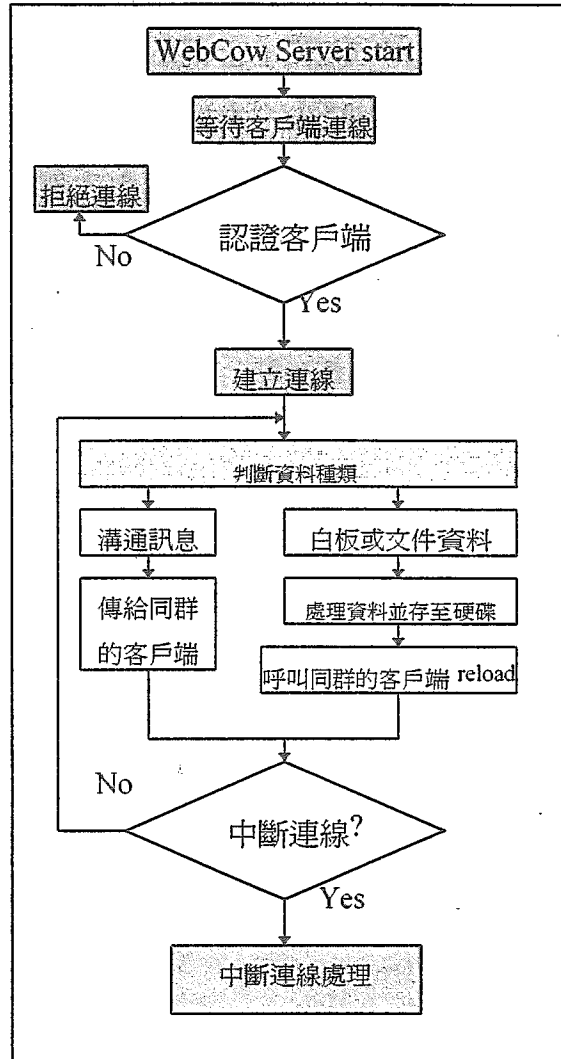 WebCow Server start
等待客戶端連線
拒絕連線
認證客戶端
No
Yes
建立連線
判斷資料種類
溝通訊息
白板或文件資料
傳給同群
的客戶端
處理資料並存至硬碟
呼叫同群的客戶端 reload
No
中斷連線?
Yes
中斷連線處理